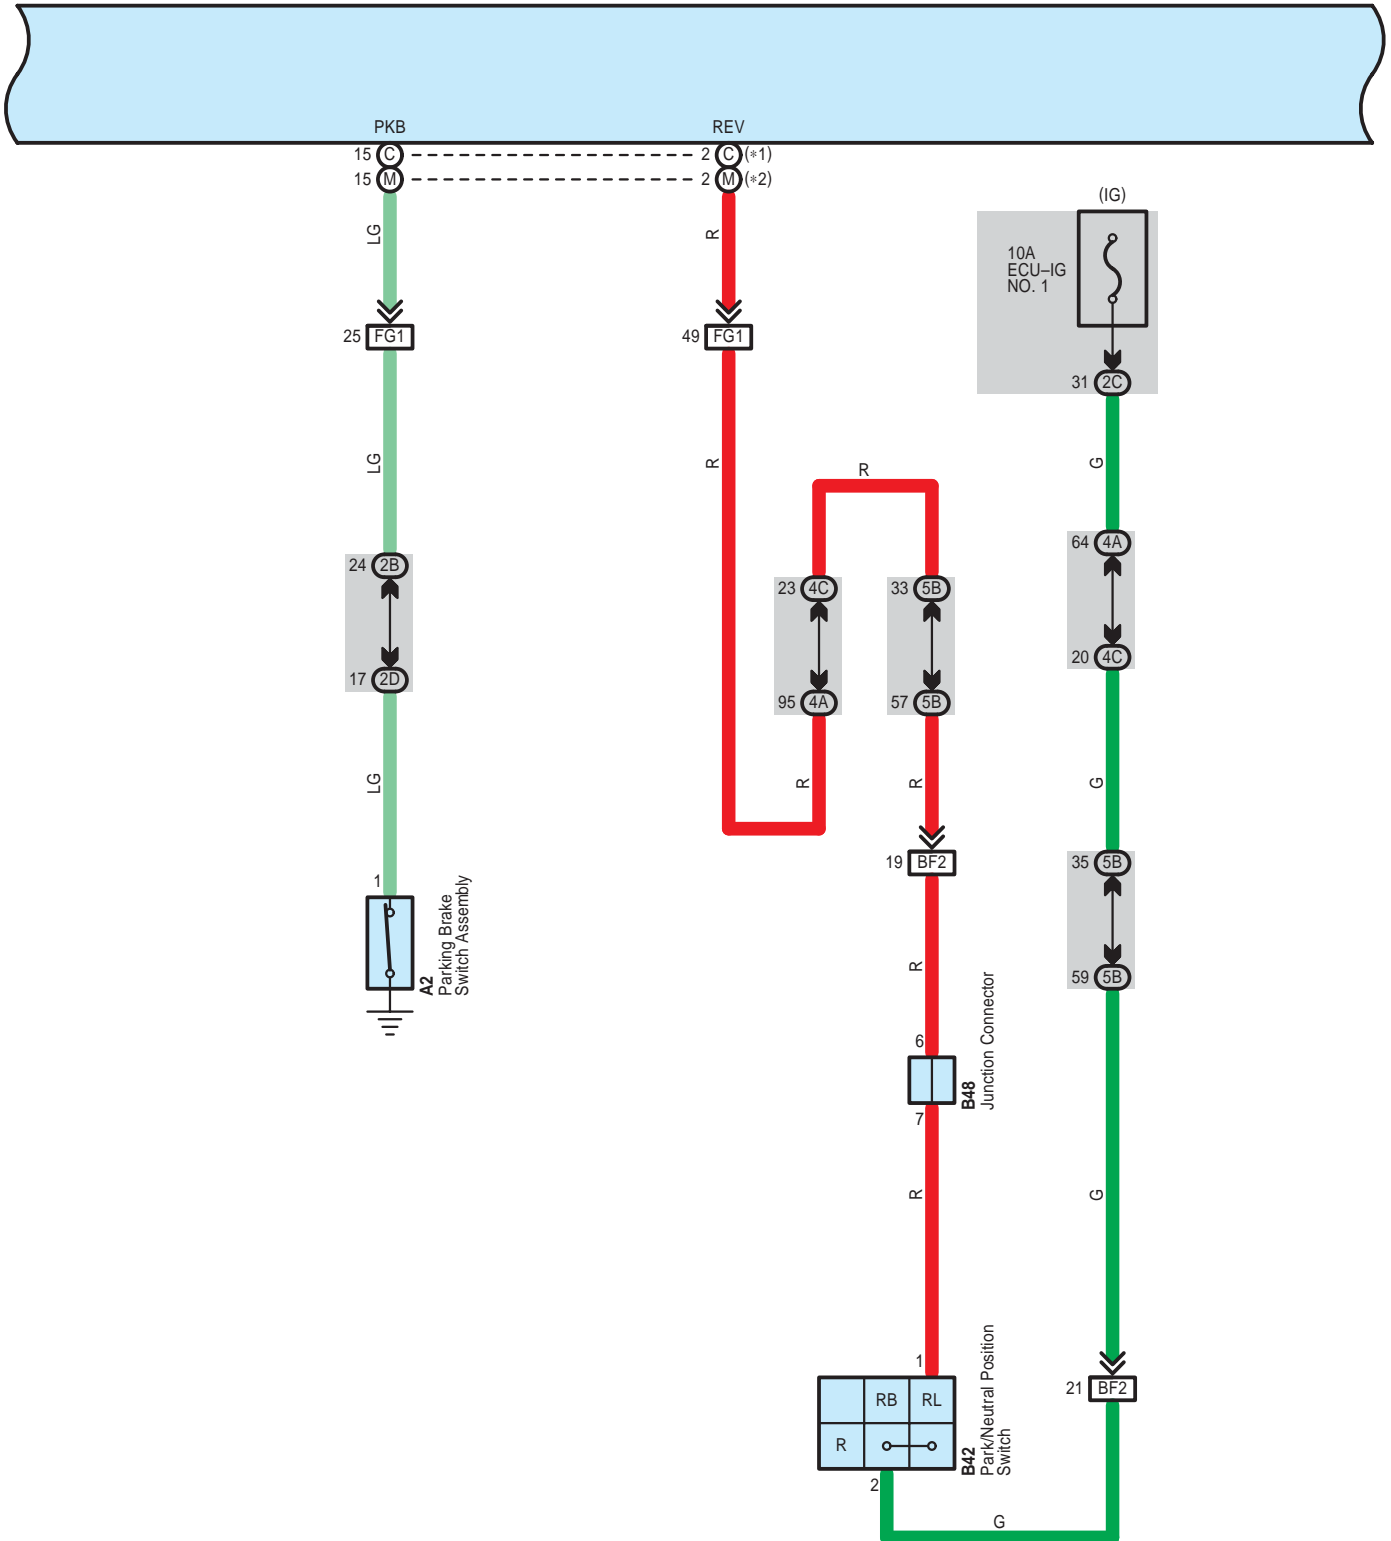 PKB
REV
15 C
2 C (*1)
15 M
2 M (*2)
(IG)
LG
R
10A
ECU–IG
NO. 1
25 FG1
49 FG1
31 2C
LG
R
R
G
64 4A
24 2B
23 4C
33 5B
20 4C
17 2D
95 4A
57 5B
LG
R
R
G
19 BF2
35 5B
1
A2
Parking Brake
Switch Assembly
R
59 5B
6
B48
Junction Connector
7
R
G
1
21 BF2
RB
RL
R
B42
Park/Neutral Position
Switch
2
G